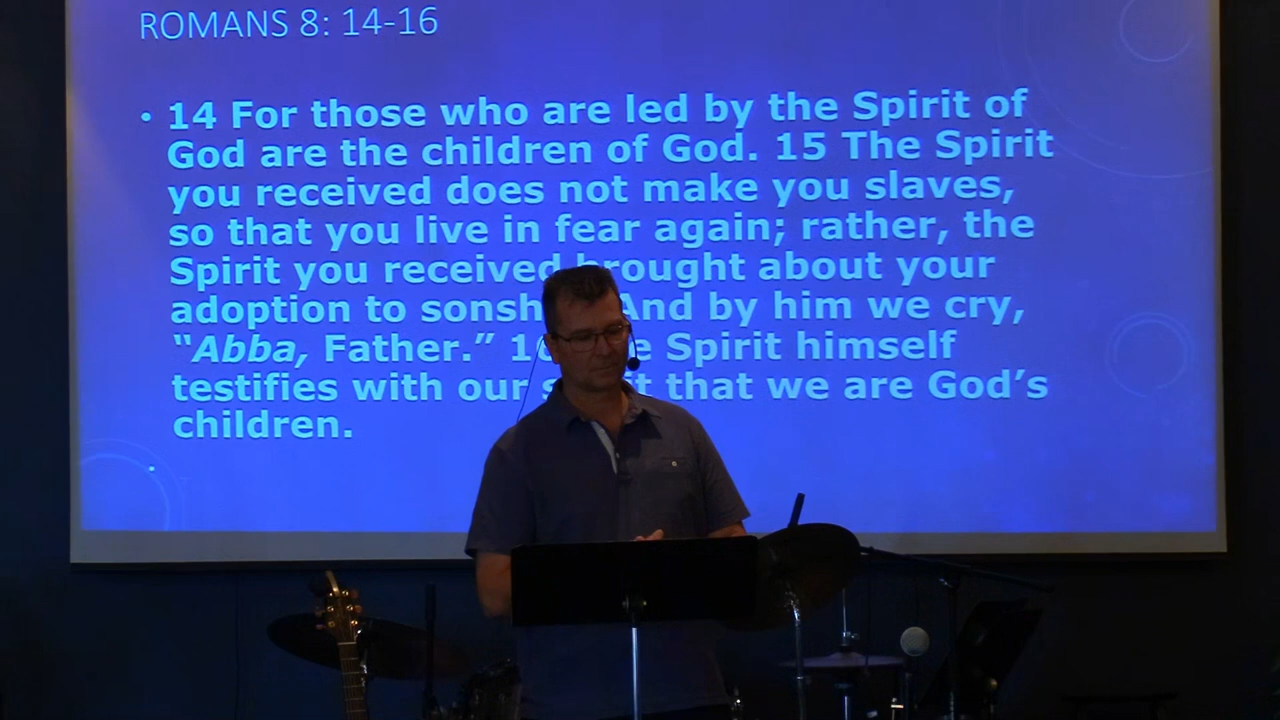 ROMANS 8: 14-16
• 14 For those who are led by the Spirit of
God are the children of God. 15 The Spirit
you received does not make you slaves,
so that you live in fear again; rather, the
Spirit you received brought about your
adoption to sonsh And by him we cry,
“Abba, Father.” 16 Spirit himself
testifies with our that we are God’s
children.